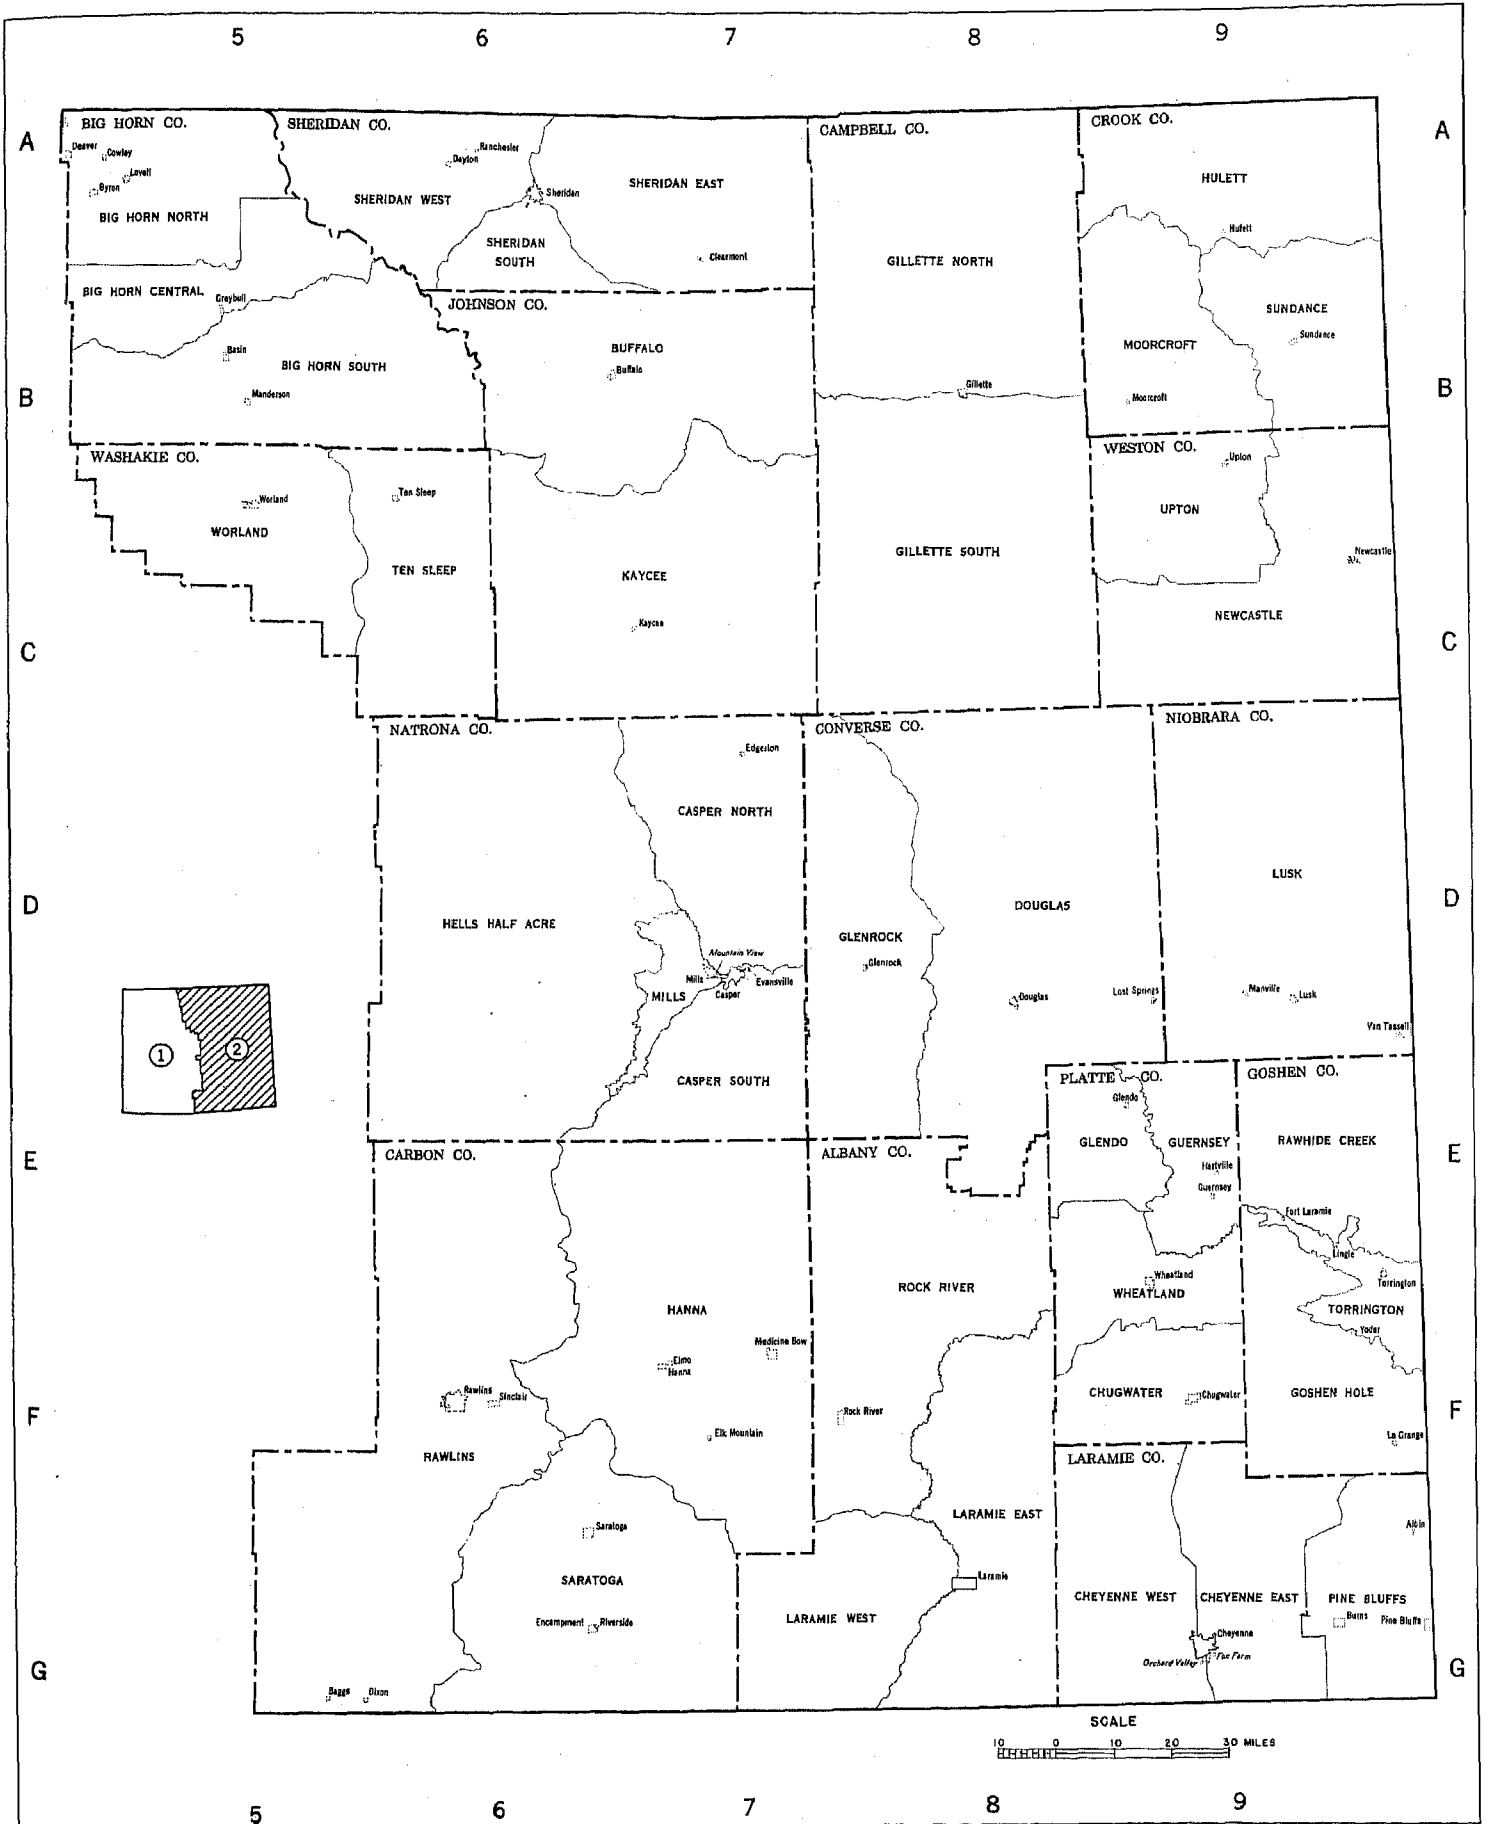 5 6 7 8 9
A
BIG HORN CO.
SHERIDAN CO.
CAMPBELL CO.
CROOK CO.
A
Deaver
Cowley
Lovell
Byron
BIG HORN NORTH
Ranchester
Dayton
SHERIDAN WEST
Sheridan
SHERIDAN EAST
SHERIDAN
SOUTH
Clearmont
HULETT
Hulett
GILLETTE NORTH
BIG HORN CENTRAL
Greybull
JOHNSON CO.
SUNDANCE
Sundance
BUFFALO
Buffalo
MOORCROFT
Moorcroft
Basin
BIG HORN SOUTH
Manderson
Gillette
B
B
WASHAKIE CO.
WESTON CO.
Upton
UPTON
Worland
WORLAND
Ten Sleep
TEN SLEEP
KAYCEE
Kaycee
GILLETTE SOUTH
Newcastle
NEWCASTLE
C
C
NATRONA CO.
CONVERSE CO.
NIOBRARA CO.
Edgerton
CASPER NORTH
LUSK
D
D
HELLS HALF ACRE
GLENROCK
Glenrock
DOUGLAS
Mountain View
Mills
Evansville
MILLS
Casper
Douglas
Lost Springs
Manville
Lusk
Van Tassell
1
2
CASPER SOUTH
PLATTE CO.
GOSHEN CO.
Glendo
GLENDO
GUERNSEY
Hartville
Guernsey
RAWHIDE CREEK
E
E
CARBON CO.
ALBANY CO.
Fort Laramie
Lingle
Torrington
TORRINGTON
Yoder
ROCK RIVER
Wheatland
WHEATLAND
HANNA
Medicine Bow
Elmo
Hanna
Rawlins
Sinclair
Rock River
CHUGWATER
Chugwater
GOSHEN HOLE
La Grange
F
F
Elk Mountain
RAWLINS
LARAMIE CO.
Saratoga
SARATOGA
Encampment
Riverside
LARAMIE EAST
Laramie
LARAMIE WEST
Albin
CHEYENNE WEST
CHEYENNE EAST
PINE BLUFFS
Burns
Pine Bluffs
Cheyenne
Orchard Valley
Fox Farm
G
G
Baggs
Dixon
SCALE
10 0 10 20 30 MILES
5 6 7 8 9